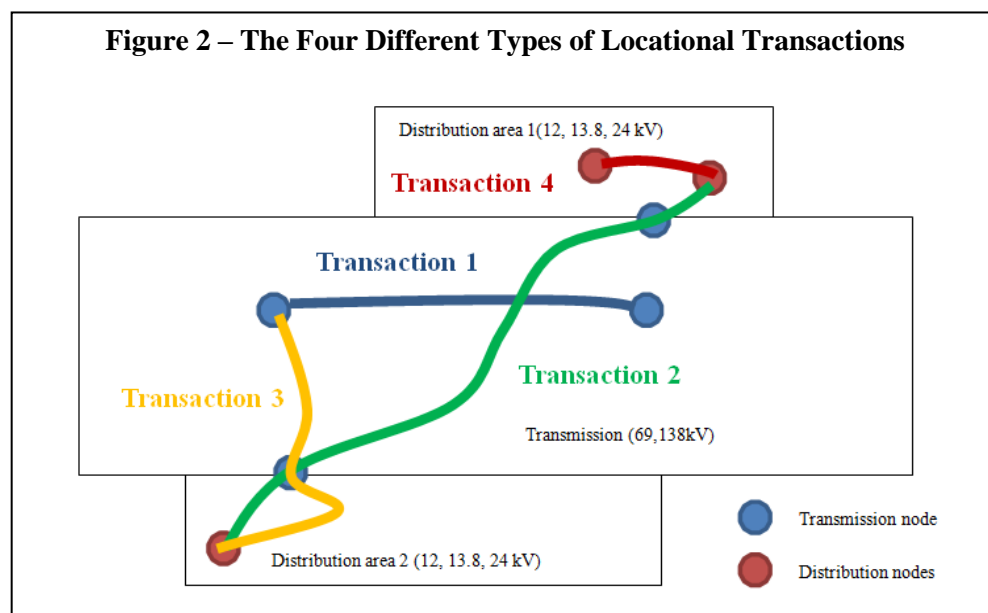 Figure 2 – The Four Different Types of Locational Transactions
Distribution area 1(12, 13.8, 24 kV)
Transaction 4
Transaction 1
Transaction 2
Transaction 3
Transmission (69,138kV)
Transmission node
Distribution area 2 (12, 13.8, 24 kV)
Distribution nodes